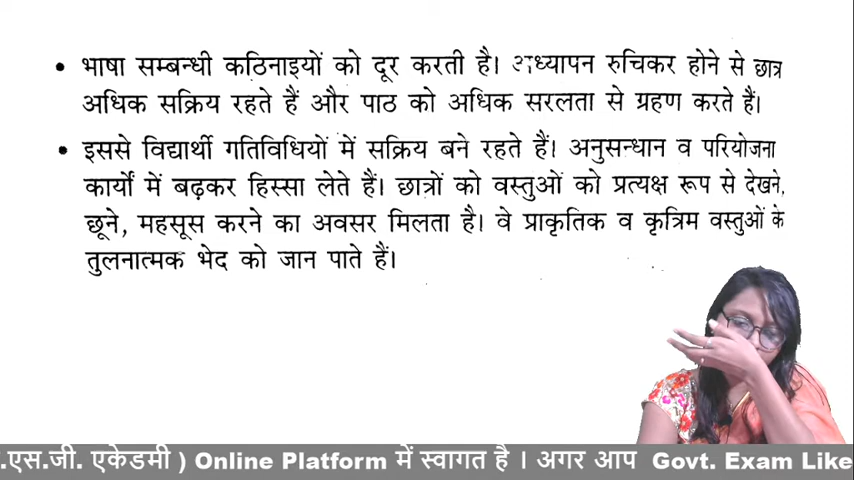 • भाषा सम्बन्धी कठिनाइयों को दूर करती है। अध्यापन रुचिकर होने से छात्र
अधिक सक्रिय रहते हैं और पाठ को अधिक सरलता से ग्रहण करते हैं।
• इससे विद्यार्थी गतिविधियों में सक्रिय बने रहते हैं। अनुसन्धान व परियोजना
कार्यों में बढ़कर हिस्सा लेते हैं। छात्रों को वस्तुओं को प्रत्यक्ष रूप से देखने,
छूने, महसूस करने का अवसर मिलता है। वे प्राकृतिक व कृत्रिम वस्तुओं के
तुलनात्मक भेद को जान पाते हैं।
.एस.जी. एकेडमी ) Online Platform में स्वागत है । अगर आप Govt. Exam Like